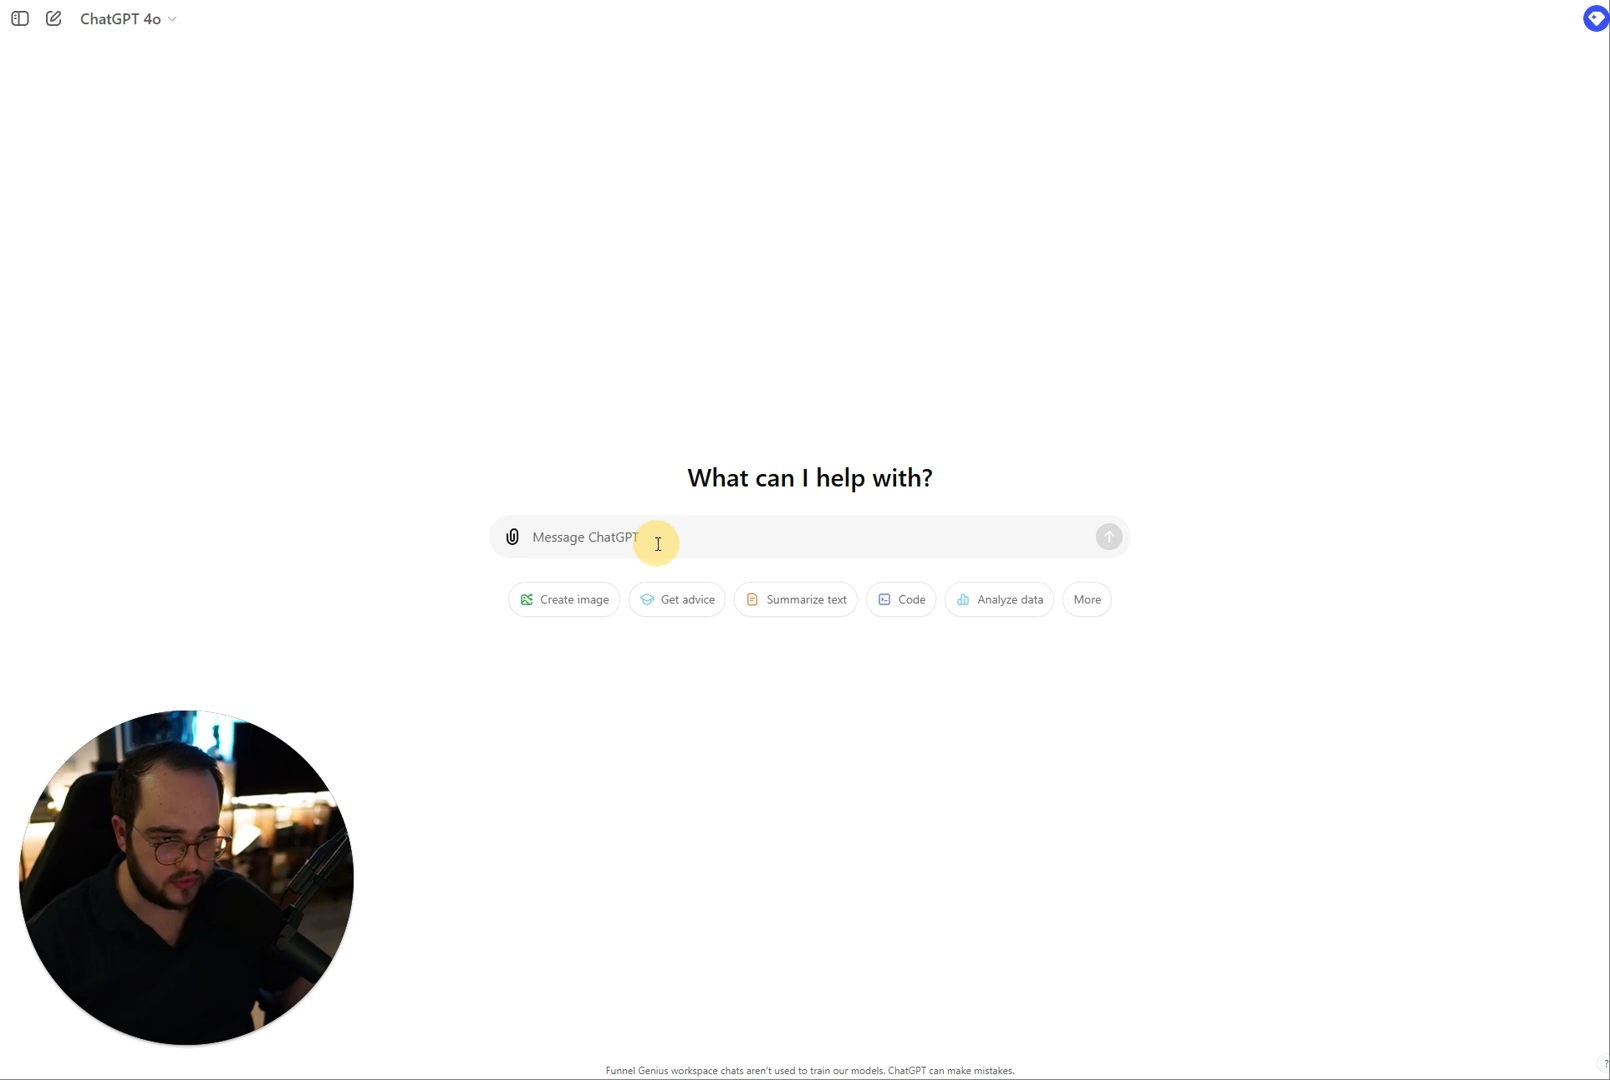 ChatGPT 4o
What can I help with?
Message ChatGPT
Create image Get advice Summarize text Code Analyze data More
Funnel Genius workspace chats aren't used to train our models. ChatGPT can make mistakes.
?